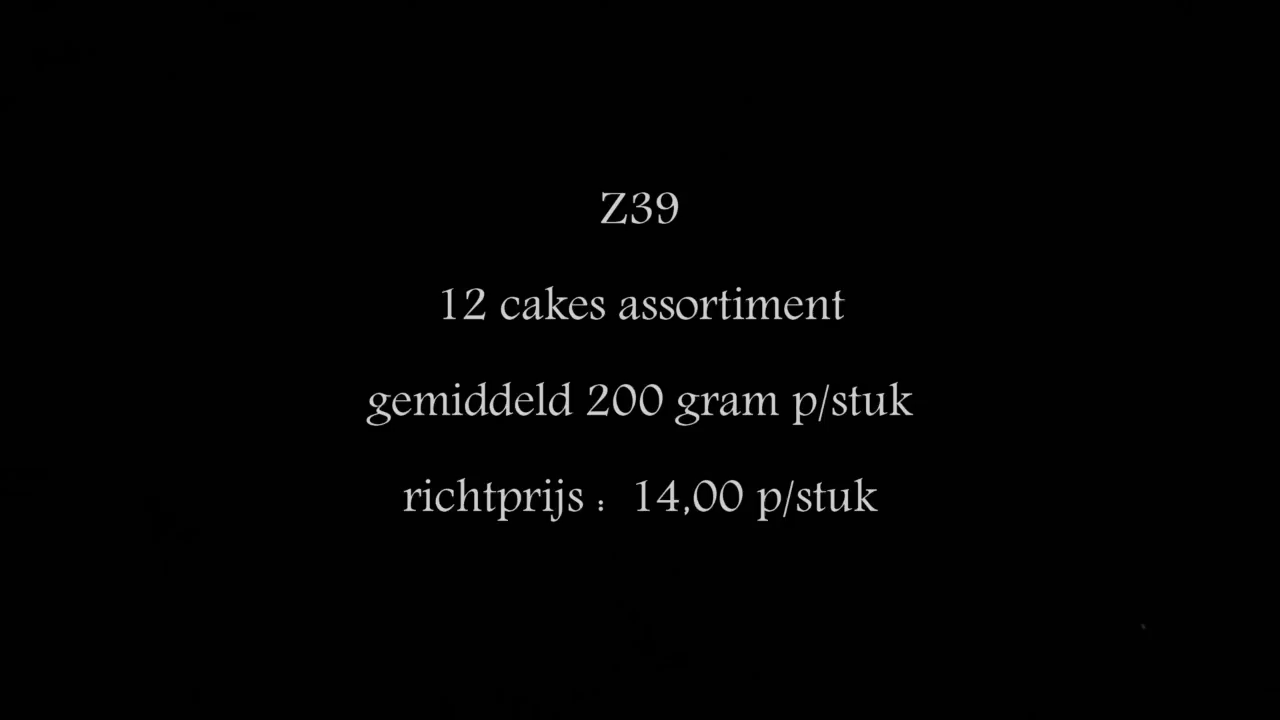 Z39
12 cakes assortiment
gemiddeld 200 gram p/stuk
richtprijs : 14,00 p/stuk